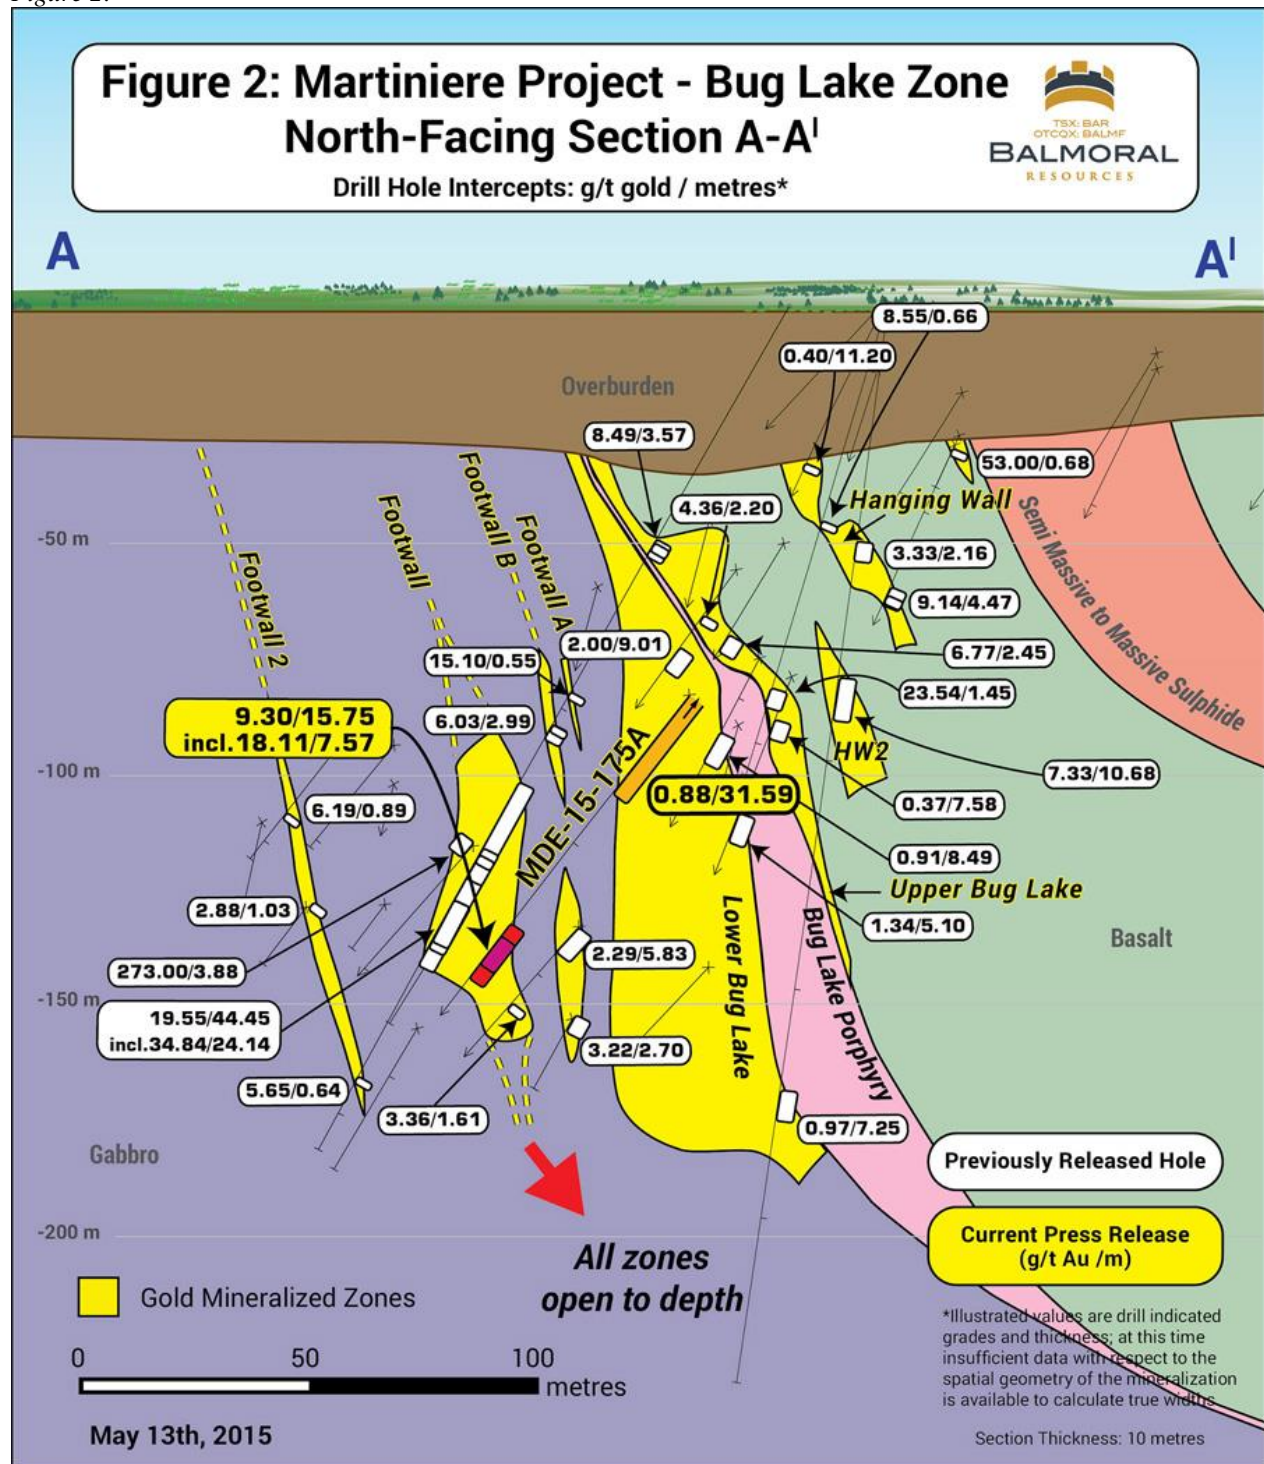 Figure 2:
Figure 2: Martiniere Project - Bug Lake Zone
North-Facing Section A-A|
Drill Hole Intercepts: g/t gold / metres*
TSX: BAR
OTCQX: BALMF
BALMORAL
RESOURCES
A
A|
8.55/0.66
0.40/11.20
Overburden
8.49/3.57
53.00/0.68
4.36/2.20
Hanging Wall
Footwall B
Footwall
Footwall A
Footwall 2
-50 m
3.33/2.16
Semi Massive to Massive Sulphide
9.14/4.47
2.00/9.01
15.10/0.55
6.77/2.45
23.54/1.45
9.30/15.75
incl.18.11/7.57
6.03/2.99
HW2
-100 m
7.33/10.68
MDE-15-175A
0.88/31.59
6.19/0.89
0.37/7.58
0.91/8.49
Upper Bug Lake
2.88/1.03
1.34/5.10
Lower Bug Lake
Bug Lake Porphyry
Basalt
273.00/3.88
2.29/5.83
-150 m
19.55/44.45
incl.34.84/24.14
3.22/2.70
5.65/0.64
3.36/1.61
0.97/7.25
Gabbro
Previously Released Hole
-200 m
Current Press Release
(g/t Au /m)
All zones
open to depth
Gold Mineralized Zones
*Illustrated values are drill indicated
grades and thickness; at this time
insufficient data with respect to the
spatial geometry of the mineralization
is available to calculate true widths
0 50 100
metres
May 13th, 2015
Section Thickness: 10 metres